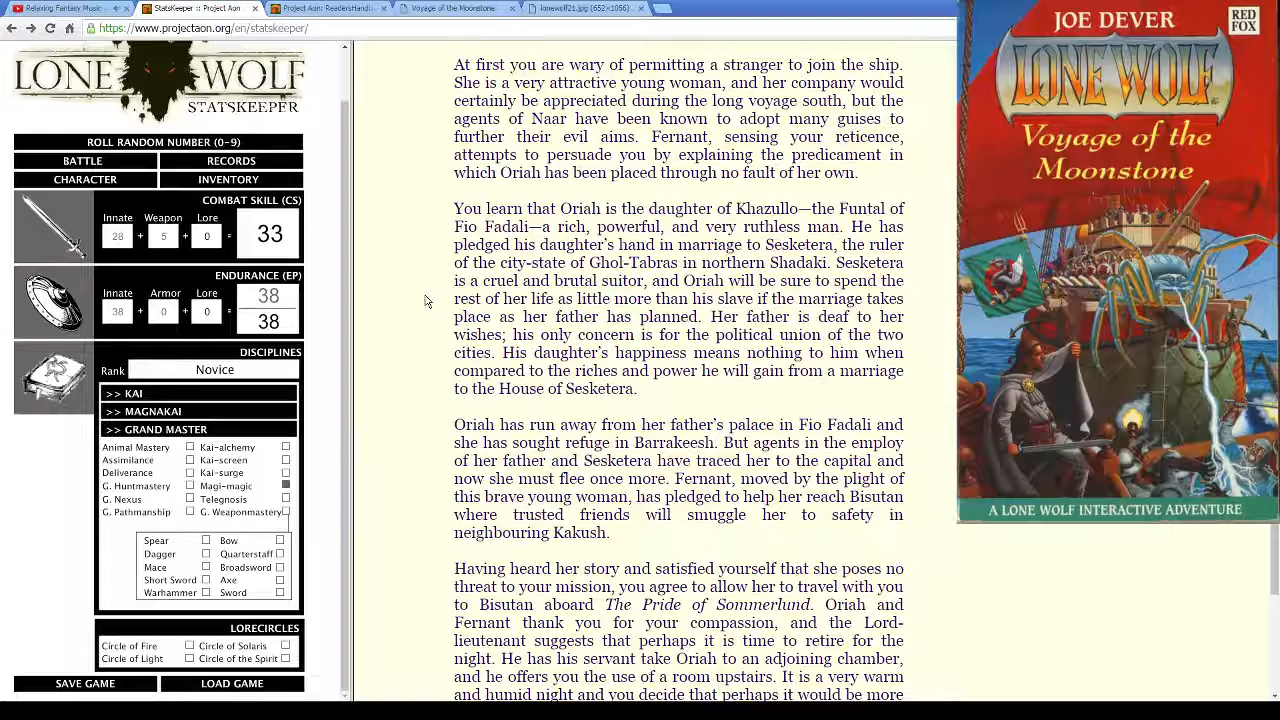 Relaxing Fantasy Music
StatsKeeper :: Project Aon
Project Aon: ReadersHandb
Voyage of the Moonstone
lonewolf21.jpg (652×1056)
https://www.projectaon.org/en/statskeeper/
LONE WOLF
STATSKEEPER
ROLL RANDOM NUMBER (0-9)
BATTLE RECORDS
CHARACTER INVENTORY
COMBAT SKILL (CS)
Innate Weapon Lore
28 + 5 + 0 = 33
ENDURANCE (EP)
Innate Armor Lore 38
38 + 0 + 0 = 38
DISCIPLINES
Rank Novice
>> KAI
>> MAGNAKAI
>> GRAND MASTER
Animal Mastery Kai-alchemy
Assimilance Kai-screen
Deliverance Kai-surge
G. Huntmastery Magi-magic
G. Nexus Telegnosis
G. Pathmanship G. Weaponmastery
Spear Bow
Dagger Quarterstaff
Mace Broadsword
Short Sword Axe
Warhammer Sword
LORECIRCLES
Circle of Fire Circle of Solaris
Circle of Light Circle of the Spirit
SAVE GAME LOAD GAME
At first you are wary of permitting a stranger to join the ship.
She is a very attractive young woman, and her company would
certainly be appreciated during the long voyage south, but the
agents of Naar have been known to adopt many guises to
further their evil aims. Fernant, sensing your reticence,
attempts to persuade you by explaining the predicament in
which Oriah has been placed through no fault of her own.
You learn that Oriah is the daughter of Khazullo—the Funtal of
Fio Fadali—a rich, powerful, and very ruthless man. He has
pledged his daughter's hand in marriage to Sesketera, the ruler
of the city-state of Ghol-Tabras in northern Shadaki. Sesketera
is a cruel and brutal suitor, and Oriah will be sure to spend the
rest of her life as little more than his slave if the marriage takes
place as her father has planned. Her father is deaf to her
wishes; his only concern is for the political union of the two
cities. His daughter's happiness means nothing to him when
compared to the riches and power he will gain from a marriage
to the House of Sesketera.
Oriah has run away from her father's palace in Fio Fadali and
she has sought refuge in Barrakeesh. But agents in the employ
of her father and Sesketera have traced her to the capital and
now she must flee once more. Fernant, moved by the plight of
this brave young woman, has pledged to help her reach Bisutan
where trusted friends will smuggle her to safety in
neighbouring Kakush.
Having heard her story and satisfied yourself that she poses no
threat to your mission, you agree to allow her to travel with you
to Bisutan aboard The Pride of Sommerlund. Oriah and
Fernant thank you for your compassion, and the Lord-
lieutenant suggests that perhaps it is time to retire for the
night. He has his servant take Oriah to an adjoining chamber,
and he offers you the use of a room upstairs. It is a very warm
and humid night and you decide that perhaps it would be more
JOE DEVER
RED
FOX
LONE WOLF
Voyage of the
Moonstone
A LONE WOLF INTERACTIVE ADVENTURE